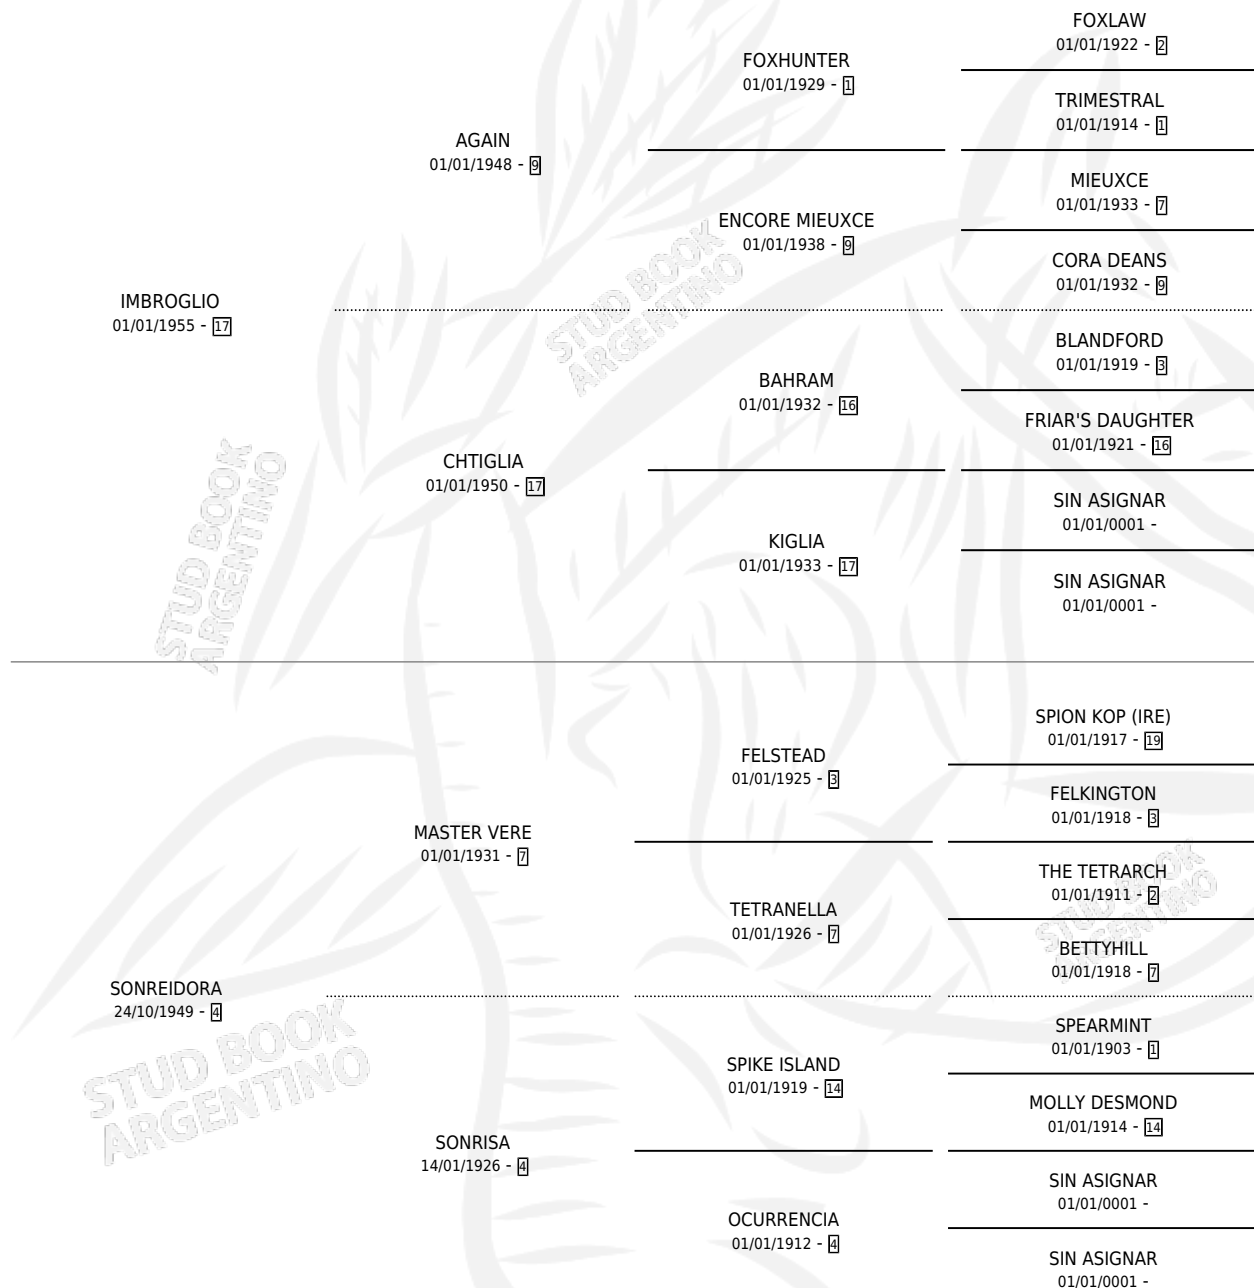 FOXLAW
01/01/1922 - 2
FOXHUNTER
01/01/1929 - 1
TRIMESTRAL
01/01/1914 - 1
AGAIN
01/01/1948 - 9
MIEUXCE
01/01/1933 - 7
ENCORE MIEUXCE
01/01/1938 - 9
CORA DEANS
01/01/1932 - 9
IMBROGLIO
01/01/1955 - 17
STUD BOOK
ARGENTINO
BLANDFORD
01/01/1919 - 3
BAHRAM
01/01/1932 - 16
FRIAR'S DAUGHTER
01/01/1921 - 16
CHTIGLIA
01/01/1950 - 17
SIN ASIGNAR
01/01/0001 -
KIGLIA
01/01/1933 - 17
SIN ASIGNAR
01/01/0001 -
STUD BOOK
ARGENTINO
SPION KOP (IRE)
01/01/1917 - 19
FELSTEAD
01/01/1925 - 3
FELKINGTON
01/01/1918 - 3
MASTER VERE
01/01/1931 - 7
THE TETRARCH
01/01/1911 - 2
TETRANELLA
01/01/1926 - 7
BETTYHILL
01/01/1918 - 7
STUD BOOK
ARGENTINO
SONREIDORA
24/10/1949 - 4
SPEARMINT
01/01/1903 - 1
SPIKE ISLAND
01/01/1919 - 14
MOLLY DESMOND
01/01/1914 - 14
STUD BOOK
ARGENTINO
SONRISA
14/01/1926 - 4
SIN ASIGNAR
01/01/0001 -
OCURRENCIA
01/01/1912 - 4
SIN ASIGNAR
01/01/0001 -